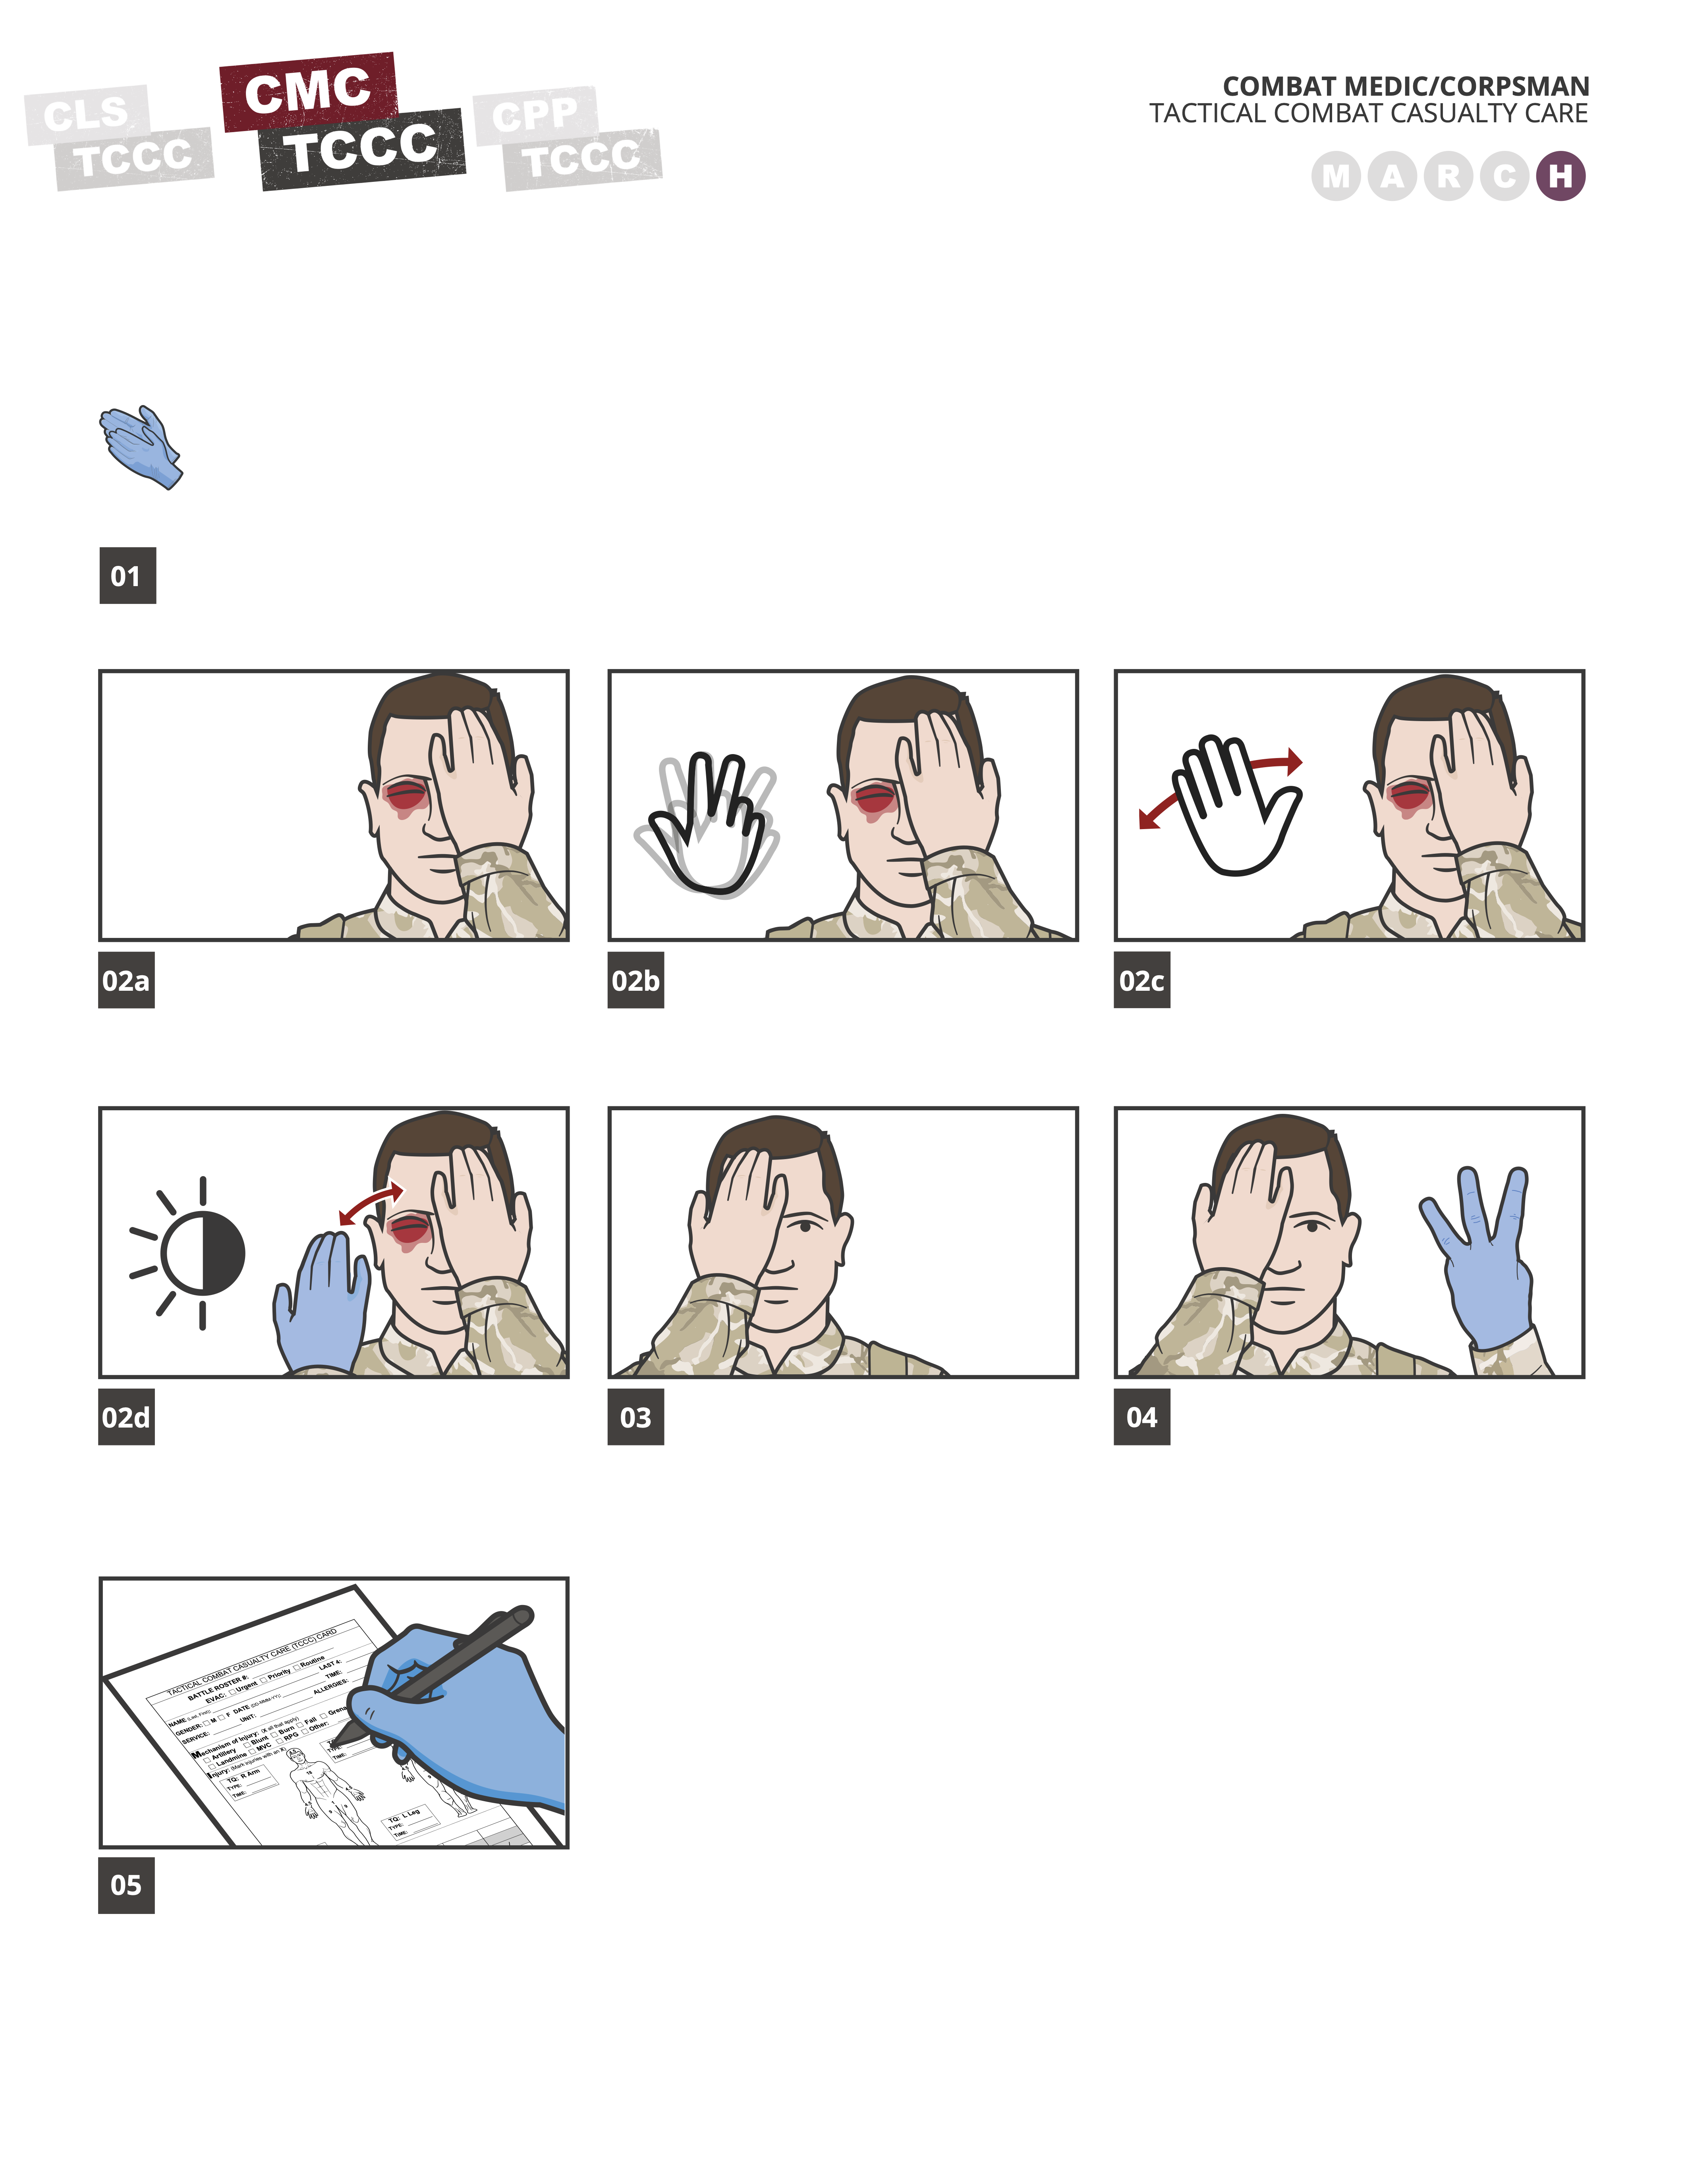 CLS
TCCC
CMC
TCCC
CPP
TCCC
COMBAT MEDIC/CORPSMAN
TACTICAL COMBAT CASUALTY CARE
M A R C H
01
02a
02b
02c
02d
03
04
TACTICAL COMBAT CASUALTY CARE (TCCC) CARD
BATTLE ROSTER #:
EVAC: Urgent Priority Routine
NAME (Last, First): LAST 4:
GENDER: M F DATE (DD-MMM-YY): TIME:
SERVICE: UNIT: ALLERGIES:
Mechanism of Injury: (X all that apply)
Artillery Blunt Burn Fall
Landmine MVC RPG Other:
Injury: (Mark injuries with an X)
TQ: R Arm
TYPE:
TIME:
TYPE:
TIME:
TQ: L Leg
TYPE:
TIME:
05